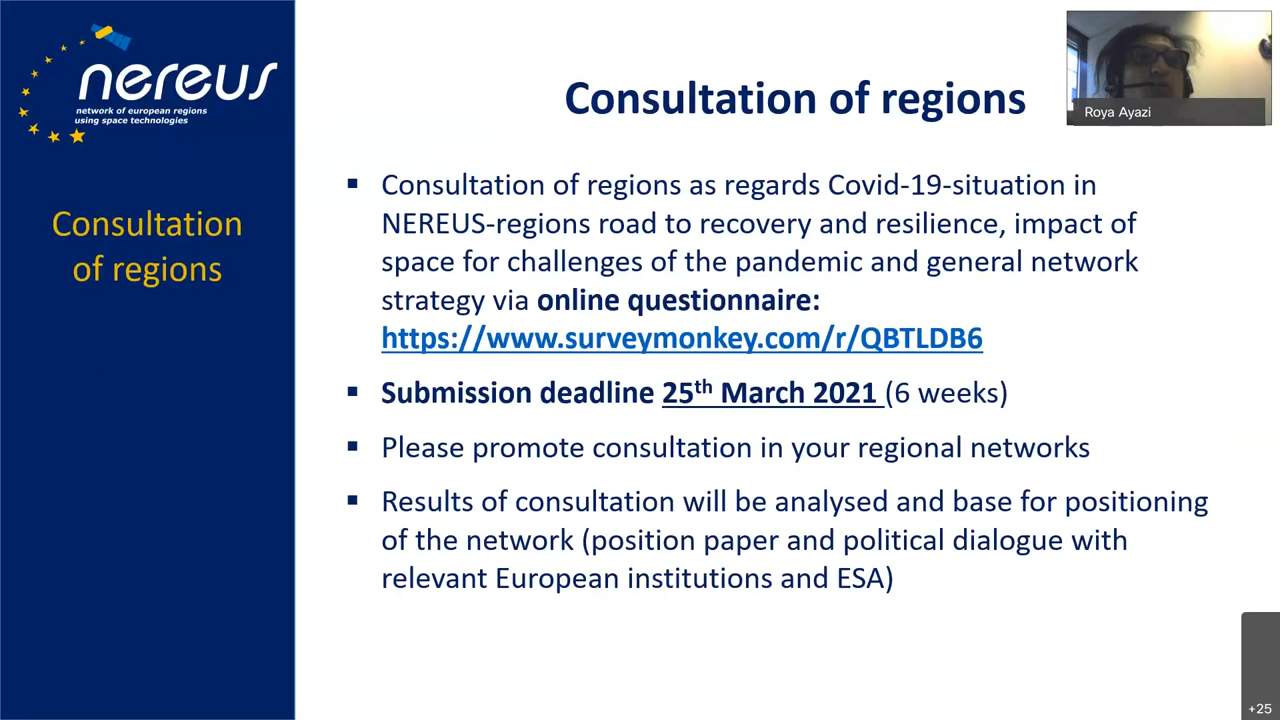 nereus
network of european regions
using space technologies
Consultation
of regions
Consultation of regions
Roya Ayazi
▪ Consultation of regions as regards Covid-19-situation in
NEREUS-regions road to recovery and resilience, impact of
space for challenges of the pandemic and general network
strategy via online questionnaire:
https://www.surveymonkey.com/r/QBTLDB6
▪ Submission deadline 25th March 2021 (6 weeks)
▪ Please promote consultation in your regional networks
▪ Results of consultation will be analysed and base for positioning
of the network (position paper and political dialogue with
relevant European institutions and ESA)
+25